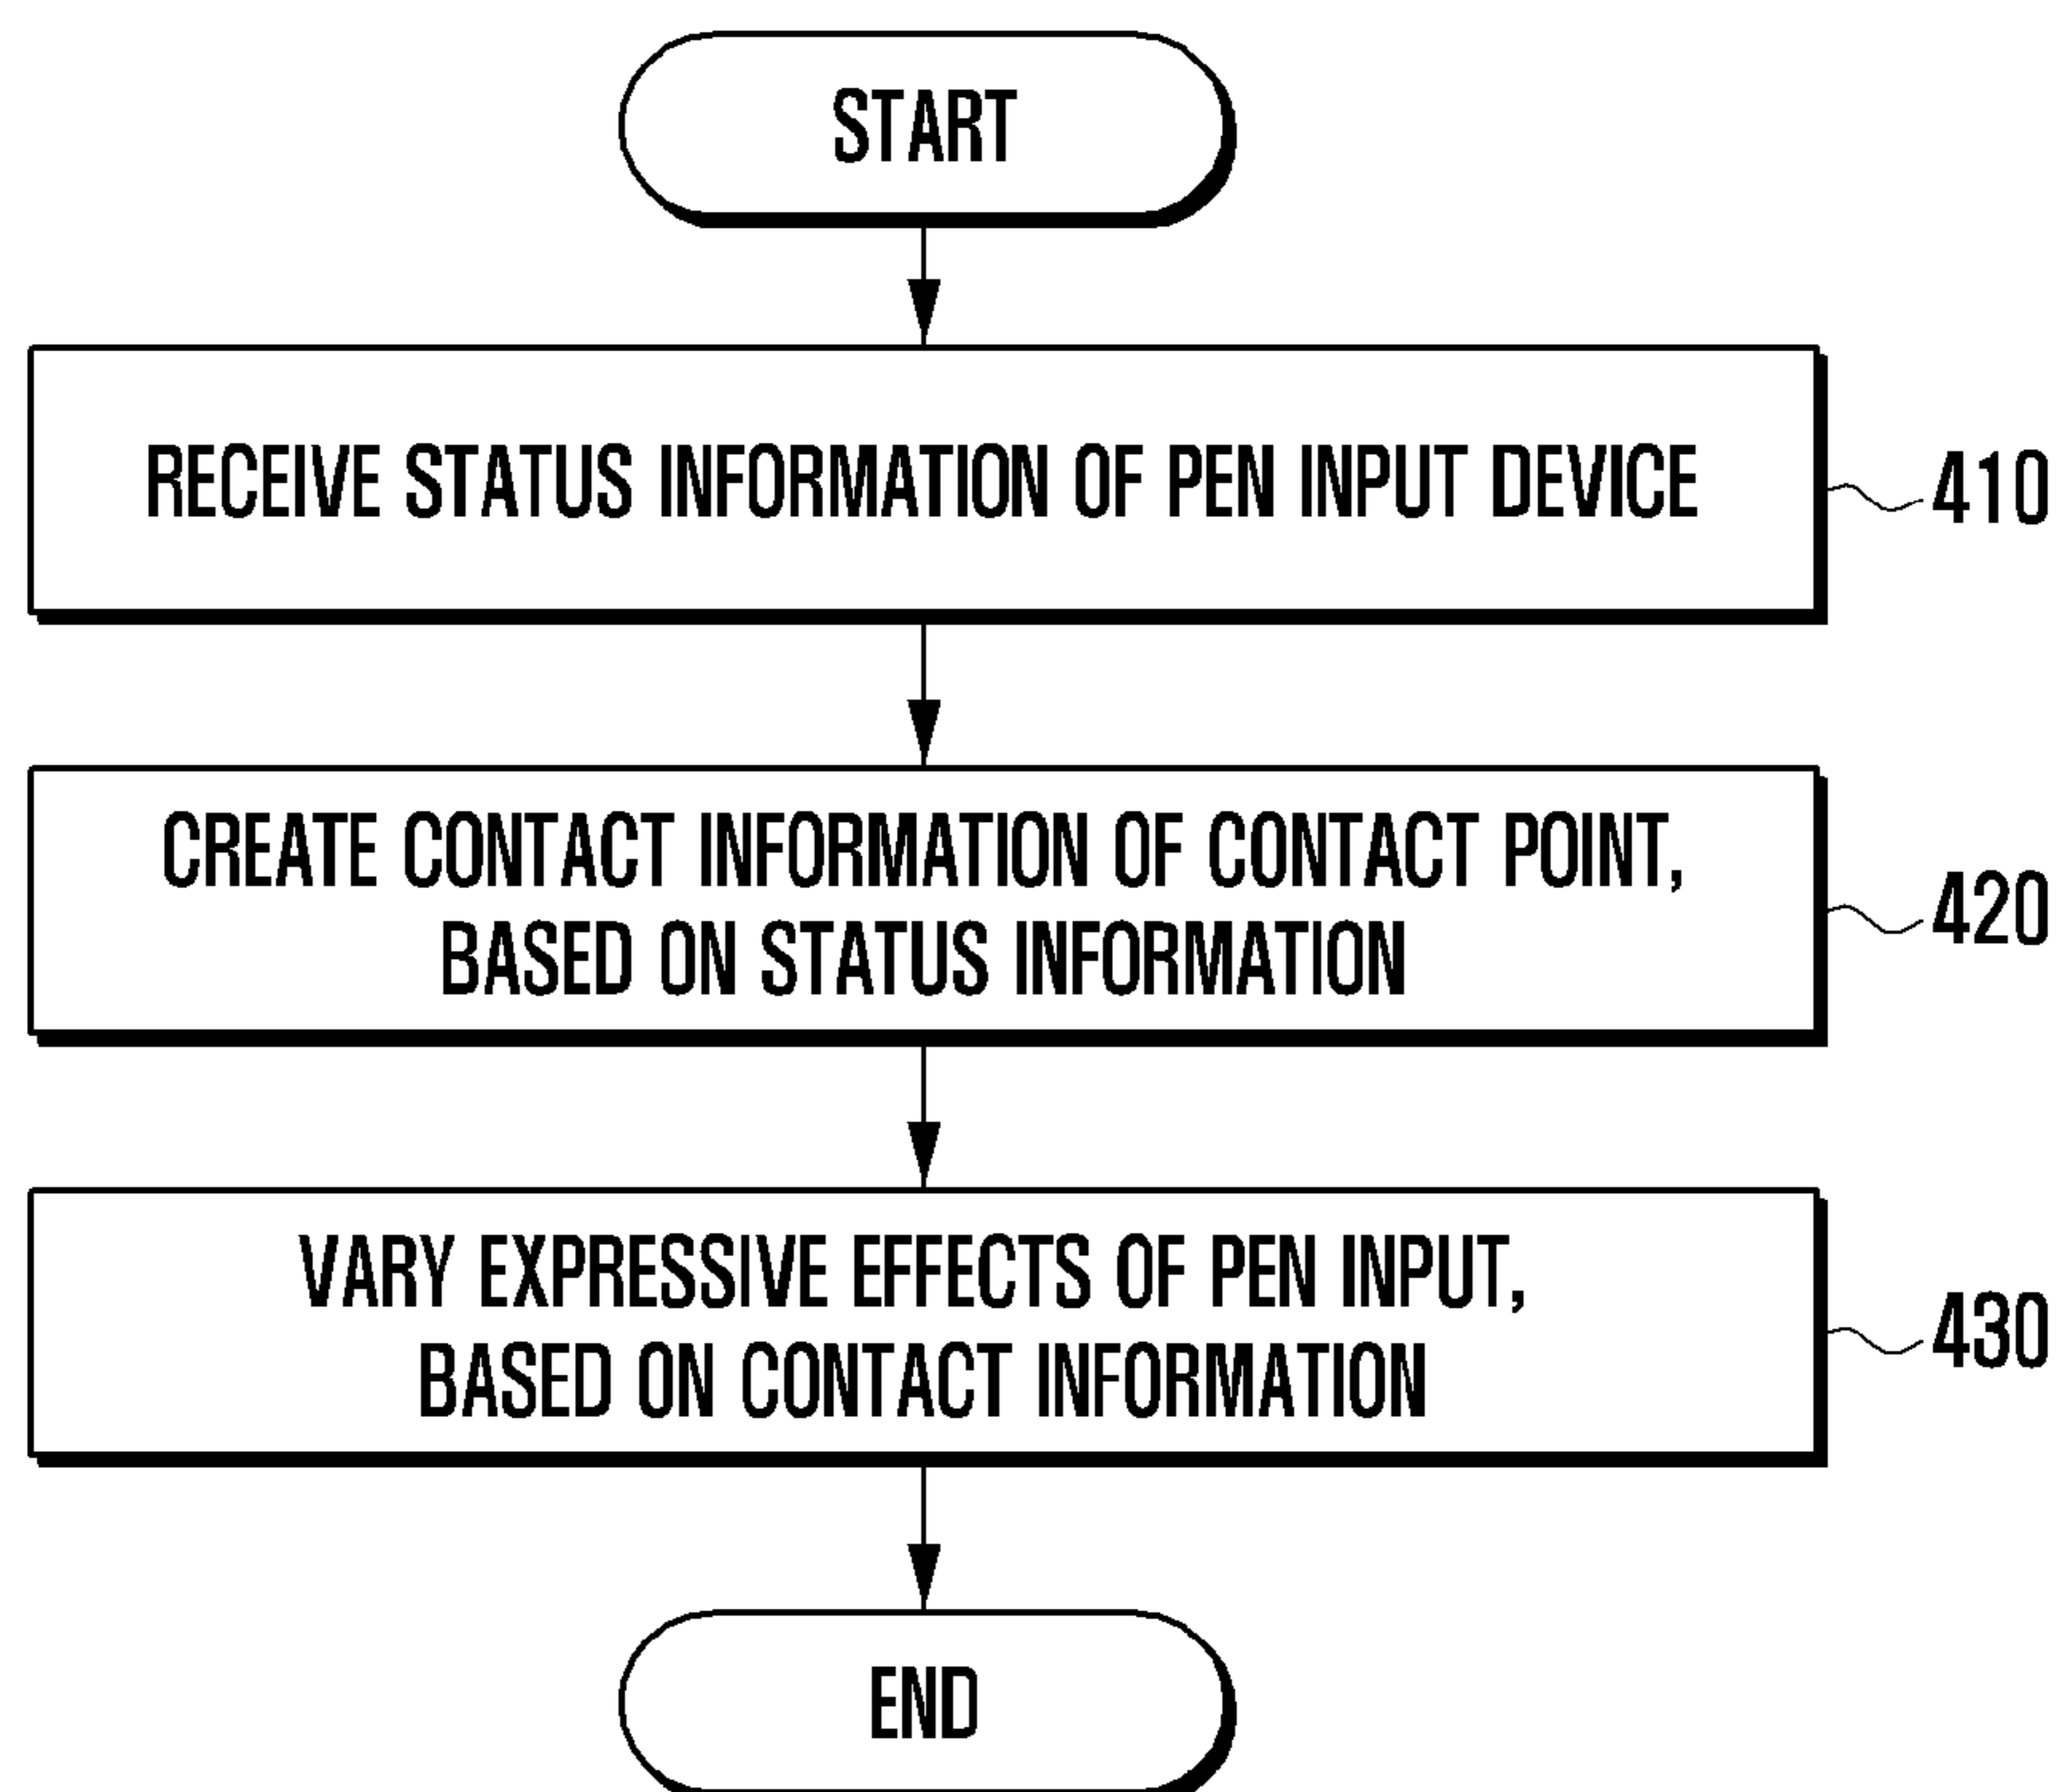 START
RECEIVE STATUS INFORMATION OF PEN INPUT DEVICE
410
CREATE CONTACT INFORMATION OF CONTACT POINT,
BASED ON STATUS INFORMATION
420
VARY EXPRESSIVE EFFECTS OF PEN INPUT,
BASED ON CONTACT INFORMATION
430
END